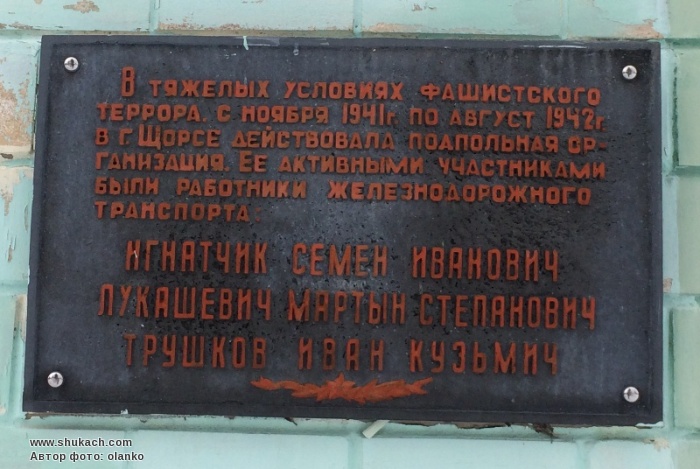 В ТЯЖЕЛЫХ УСЛОВИЯХ ФАШИСТСКОГО
ТЕРРОРА, С НОЯБРЯ 1941г. ПО АВГУСТ 1942г.
В г. ЩОРСЕ ДЕЙСТВОВАЛА ПОДПОЛЬНАЯ ОР-
ГАНИЗАЦИЯ. ЕЕ АКТИВНЫМИ УЧАСТНИКАМИ
БЫЛИ РАБОТНИКИ ЖЕЛЕЗНОДОРОЖНОГО
ТРАНСПОРТА:
ИГНАТЧИК СЕМЕН ИВАНОВИЧ
ЛУКАШЕВИЧ МАРТЫН СТЕПАНОВИЧ
ТРУШКОВ ИВАН КУЗЬМИЧ
www.shukach.com
Автор фото: olanko